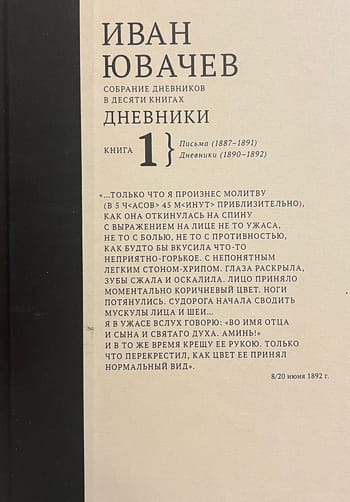 ИВАН
ЮВАЧЕВ
СОБРАНИЕ ДНЕВНИКОВ
В ДЕСЯТИ КНИГАХ
ДНЕВНИКИ
КНИГА 1} Письма (1887–1891)
Дневники (1890–1892)
«...ТОЛЬКО ЧТО Я ПРОИЗНЕС МОЛИТВУ
(В 5 Ч<АСОВ> 45 М<ИНУТ> ПРИБЛИЗИТЕЛЬНО),
КАК ОНА ОТКИНУЛАСЬ НА СПИНУ
С ВЫРАЖЕНИЕМ НА ЛИЦЕ НЕ ТО УЖАСА,
НЕ ТО С БОЛЬЮ, НЕ ТО С ПРОТИВНОСТЬЮ,
КАК БУДТО БЫ ВКУСИЛА ЧТО-ТО
НЕПРИЯТНО-ГОРЬКОЕ. С НЕПОНЯТНЫМ
ЛЕГКИМ СТОНОМ-ХРИПОМ. ГЛАЗА РАСКРЫЛА,
ЗУБЫ СЖАЛА И ОСКАЛИЛА. ЛИЦО ПРИНЯЛО
МОМЕНТАЛЬНО КОРИЧНЕВЫЙ ЦВЕТ. НОГИ
ПОТЯНУЛИСЬ. СУДОРОГА НАЧАЛА СВОДИТЬ
МУСКУЛЫ ЛИЦА И ШЕИ...
Я В УЖАСЕ ВСЛУХ ГОВОРЮ: «ВО ИМЯ ОТЦА
И СЫНА И СВЯТАГО ДУХА. АМИНЬ!»
И В ТО ЖЕ ВРЕМЯ КРЕЩУ ЕЕ РУКОЮ. ТОЛЬКО
ЧТО ПЕРЕКРЕСТИЛ, КАК ЦВЕТ ЕЕ ПРИНЯЛ
НОРМАЛЬНЫЙ ВИД».
8/20 июня 1892 г.